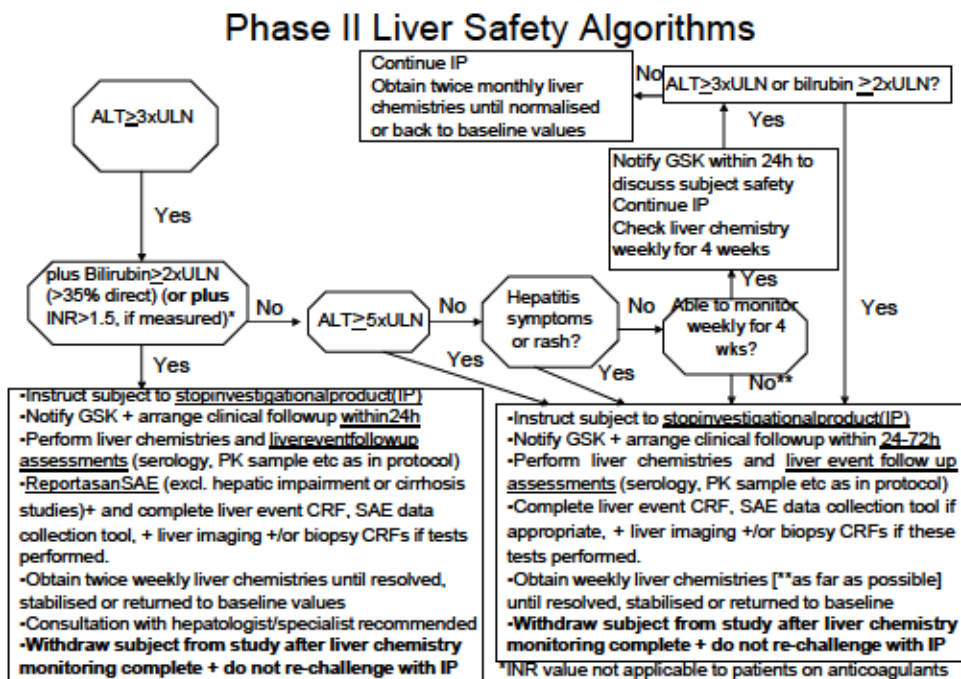 Phase II Liver Safety Algorithms
Continue IP
Obtain twice monthly liver
chemistries until normalised
or back to baseline values
No
ALT≥3xULN or bilrubin ≥2xULN?
ALT≥3xULN
Yes
Notify GSK within 24h to
discuss subject safety
Continue IP
Check liver chemistry
weekly for 4 weeks
Yes
plus Bilirubin≥2xULN
(>35% direct) (or plus
INR>1.5, if measured)*
No
ALT≥5xULN
No
Hepatitis
symptoms
or rash?
No
Yes
Able to monitor
weekly for 4
wks?
Yes
Yes
Yes
Yes
No**
•Instruct subject to stopinvestigationalproduct(IP)
•Notify GSK + arrange clinical followup within24h
•Perform liver chemistries and livereventfollowup
assessments (serology, PK sample etc as in protocol)
•ReportasanSAE (excl. hepatic impairment or cirrhosis
studies)+ and complete liver event CRF, SAE data
collection tool, + liver imaging +/or biopsy CRFs if tests
performed.
•Obtain twice weekly liver chemistries until resolved,
stabilised or returned to baseline values
•Consultation with hepatologist/specialist recommended
•Withdraw subject from study after liver chemistry
monitoring complete + do not re-challenge with IP
•Instruct subject to stopinvestigationalproduct(IP)
•Notify GSK + arrange clinical followup within 24-72h
•Perform liver chemistries and liver event follow up
assessments (serology, PK sample etc as in protocol)
•Complete liver event CRF, SAE data collection tool if
appropriate, + liver imaging +/or biopsy CRFs if these
tests performed.
•Obtain weekly liver chemistries [**as far as possible]
until resolved, stabilised or returned to baseline
•Withdraw subject from study after liver chemistry
monitoring complete + do not re-challenge with IP
*INR value not applicable to patients on anticoagulants